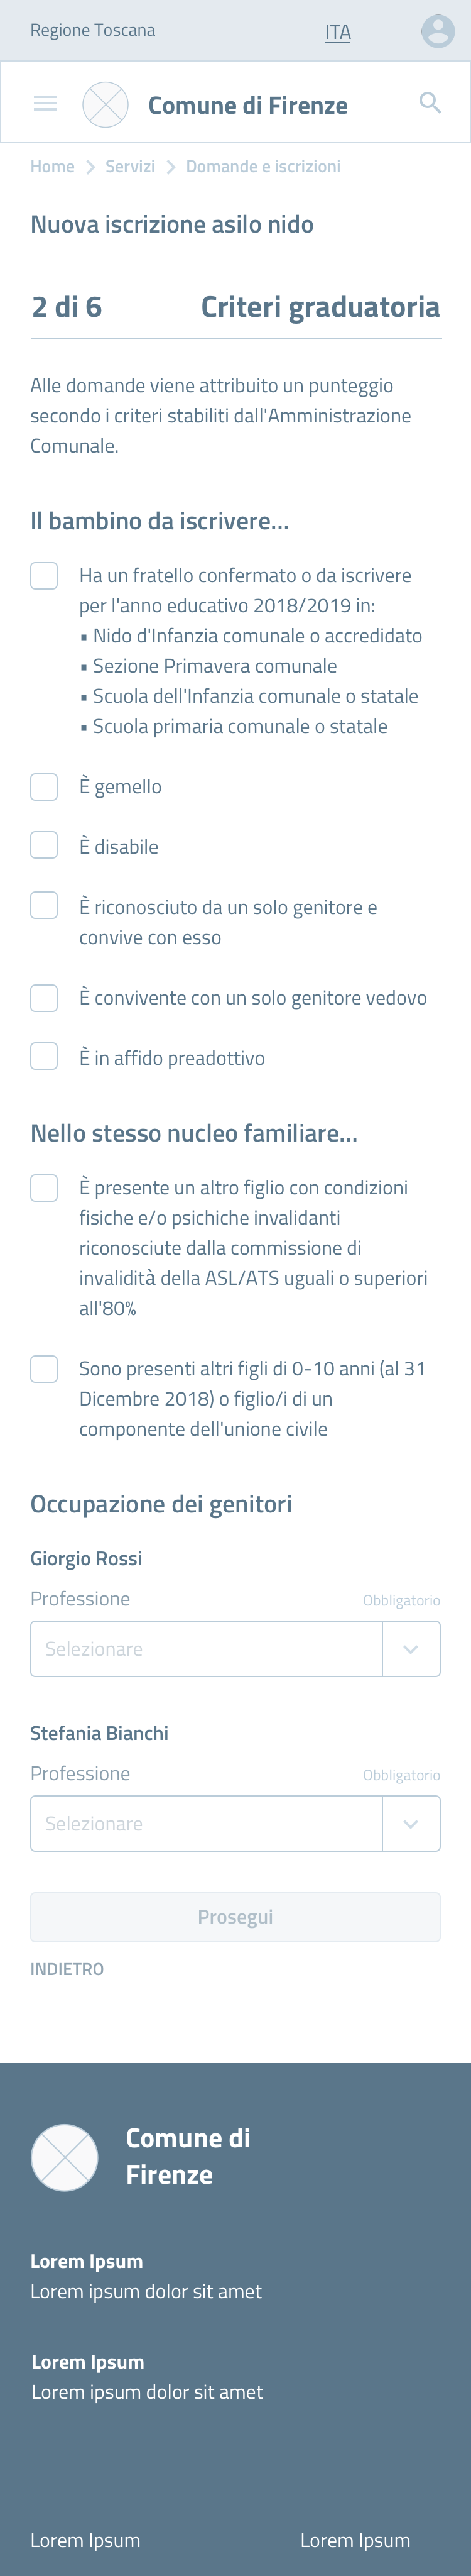 Regione Toscana
ITA
Comune di Firenze
Home
Servizi
Domande e iscrizioni
Nuova iscrizione asilo nido
2 di 6
Criteri graduatoria
Alle domande viene attribuito un punteggio
secondo i criteri stabiliti dall'Amministrazione
Comunale.
Il bambino da iscrivere...
Ha un fratello confermato o da iscrivere
per l'anno educativo 2018/2019 in:
▪ Nido d'Infanzia comunale o accredidato
▪ Sezione Primavera comunale
▪ Scuola dell'Infanzia comunale o statale
▪ Scuola primaria comunale o statale
È gemello
È disabile
È riconosciuto da un solo genitore e
convive con esso
È convivente con un solo genitore vedovo
È in affido preadottivo
Nello stesso nucleo familiare...
È presente un altro figlio con condizioni
fisiche e/o psichiche invalidanti
riconosciute dalla commissione di
invalidità della ASL/ATS uguali o superiori
all'80%
Sono presenti altri figli di 0-10 anni (al 31
Dicembre 2018) o figlio/i di un
componente dell'unione civile
Occupazione dei genitori
Giorgio Rossi
Professione
Obbligatorio
Selezionare
Stefania Bianchi
Professione
Obbligatorio
Selezionare
Prosegui
INDIETRO
Comune di
Firenze
Lorem Ipsum
Lorem ipsum dolor sit amet
Lorem Ipsum
Lorem ipsum dolor sit amet
Lorem Ipsum
Lorem Ipsum